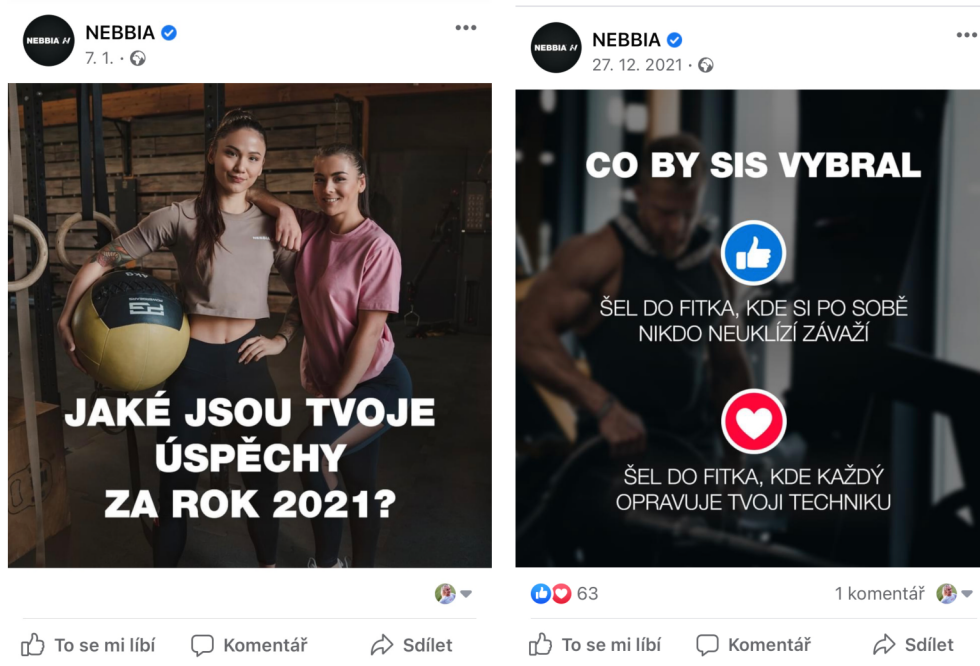 NEBBIA
NEBBIA
7. 1. ·
JAKÉ JSOU TVOJE
ÚSPĚCHY
ZA ROK 2021?
To se mi líbí
Komentář
Sdílet
NEBBIA
NEBBIA
27. 12. 2021 ·
CO BY SIS VYBRAL
ŠEL DO FITKA, KDE SI PO SOBĚ
NIKDO NEUKLÍZÍ ZÁVAŽÍ
ŠEL DO FITKA, KDE KAŽDÝ
OPRAVUJE TVOJI TECHNIKU
63
1 komentář
To se mi líbí
Komentář
Sdílet